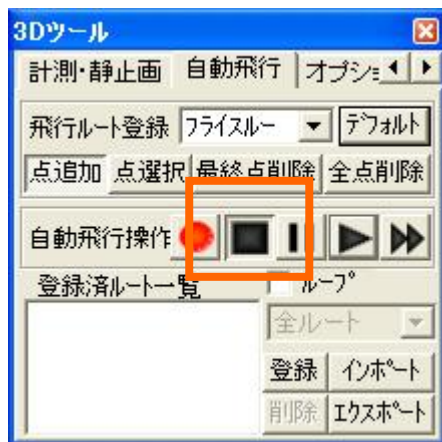 3Dツール
計測・静止画 自動飛行 オプショ
飛行ルート登録 フライスルー デフォルト
点追加 点選択 最終点削除 全点削除
自動飛行操作
登録済ルート一覧 ループ
全ルート
登録 インポート
削除 エクスポート